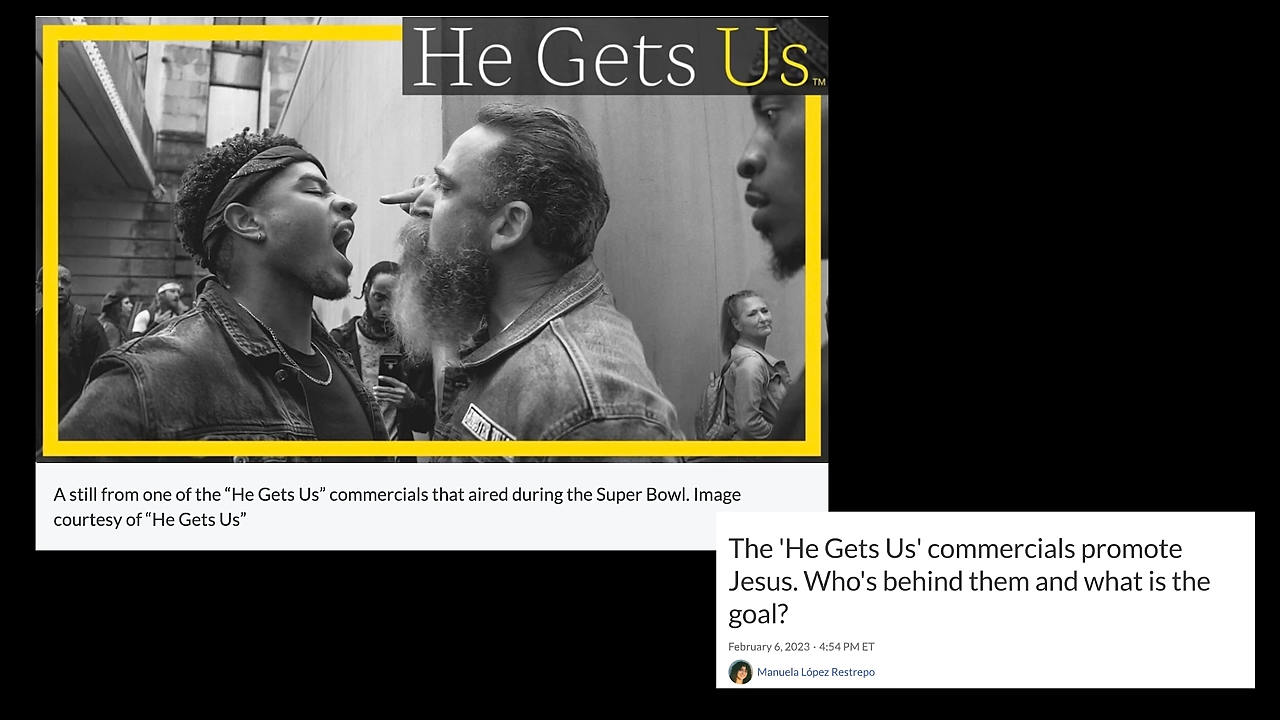 He Gets Us™
A still from one of the “He Gets Us” commercials that aired during the Super Bowl. Image
courtesy of “He Gets Us”
The 'He Gets Us' commercials promote
Jesus. Who's behind them and what is the
goal?
February 6, 2023 · 4:54 PM ET
Manuela López Restrepo